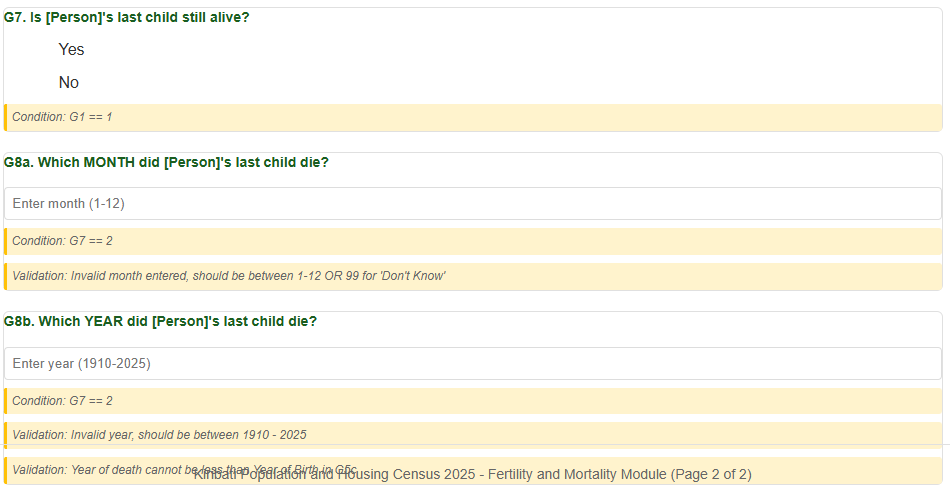 G7. Is [Person]'s last child still alive?
Yes
No
Condition: G1 == 1
G8a. Which MONTH did [Person]'s last child die?
Enter month (1-12)
Condition: G7 == 2
Validation: Invalid month entered, should be between 1-12 OR 99 for 'Don't Know'
G8b. Which YEAR did [Person]'s last child die?
Enter year (1910-2025)
Condition: G7 == 2
Validation: Invalid year, should be between 1910 - 2025
Validation: Year of death cannot be less than Year of Birth in G5c
Kiribati Population and Housing Census 2025 - Fertility and Mortality Module (Page 2 of 2)